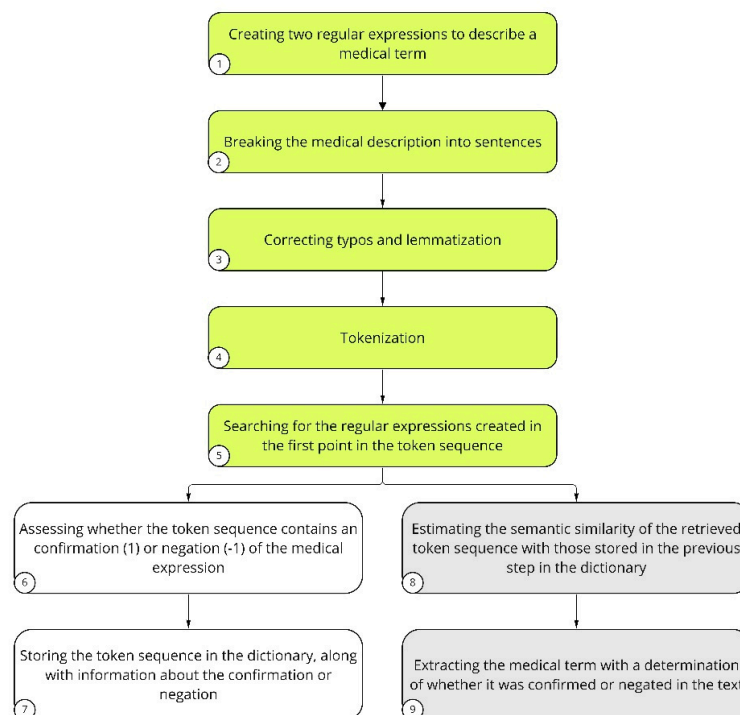 Creating two regular expressions to describe a
medical term
1
Breaking the medical description into sentences
2
Correcting typos and lemmatization
3
Tokenization
4
Searching for the regular expressions created in
the first point in the token sequence
5
Assessing whether the token sequence contains an
confirmation (1) or negation (-1) of the medical
expression
6
Storing the token sequence in the dictionary, along
with information about the confirmation or
negation
7
Estimating the semantic similarity of the retrieved
token sequence with those stored in the previous
step in the dictionary
8
Extracting the medical term with a determination
of whether it was confirmed or negated in the text
9